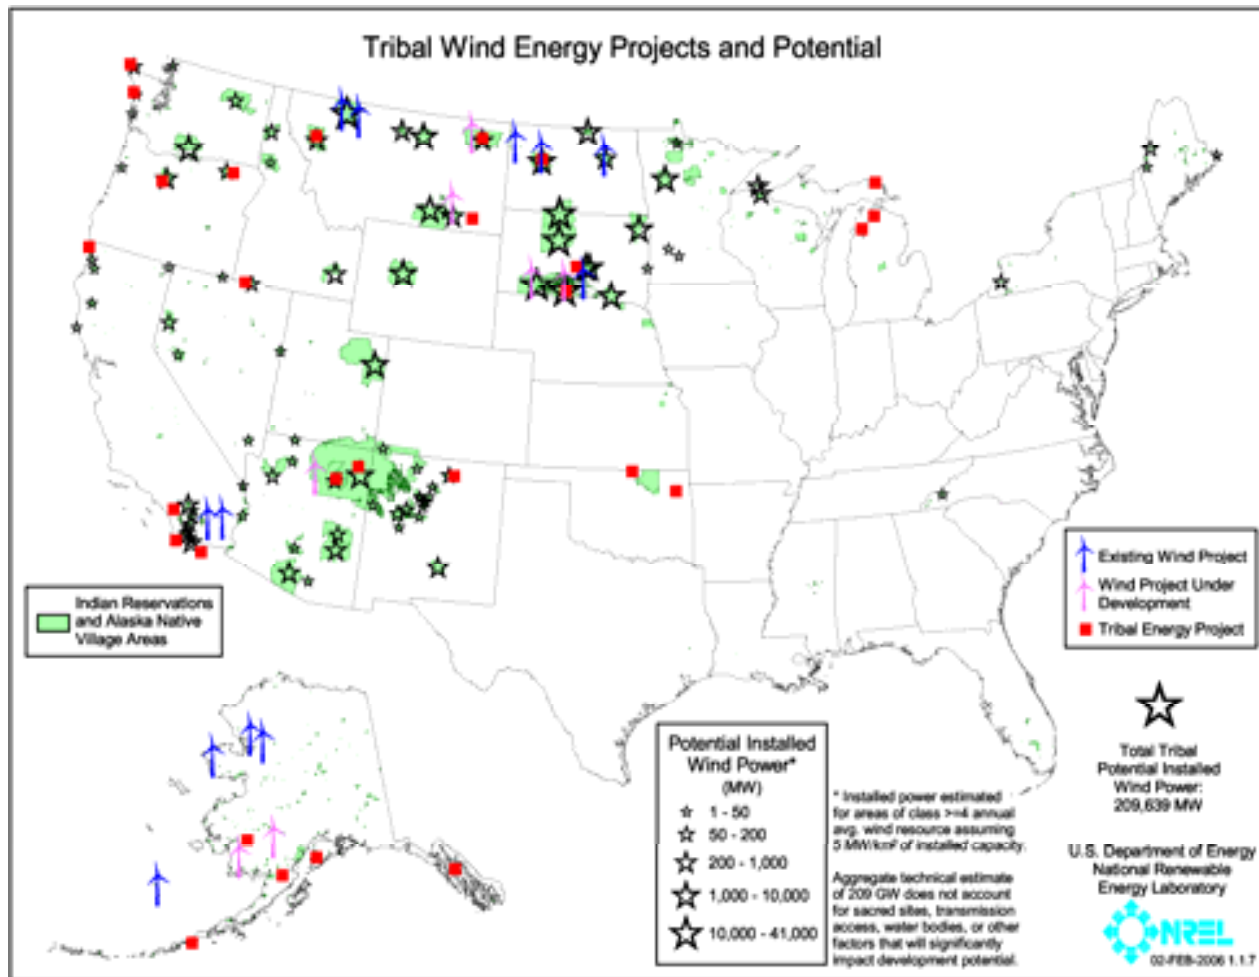 Tribal Wind Energy Projects and Potential
Existing Wind Project
Wind Project Under
Development
Tribal Energy Project
Indian Reservations
and Alaska Native
Village Areas
Potential Installed
Wind Power*
(MW)
1 - 50
50 - 200
200 - 1,000
1,000 - 10,000
10,000 - 41,000
* Installed power estimated
for areas of class >=4 annual
avg. wind resource assuming
5 MW/km² of installed capacity.
Aggregate technical estimate
of 209 GW does not account
for sacred sites, transmission
access, water bodies, or other
factors that will significantly
impact development potential.
Total Tribal
Potential Installed
Wind Power:
209,639 MW
U.S. Department of Energy
National Renewable
Energy Laboratory
NREL
02-FEB-2006 1.1.7